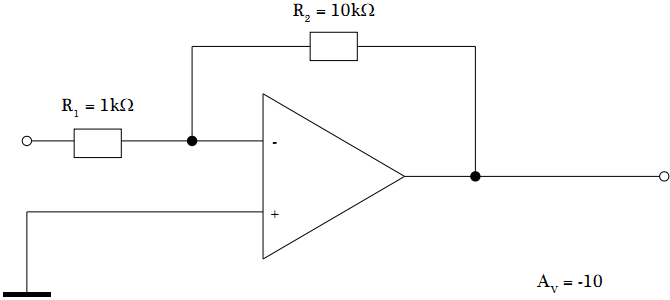 R₂ = 10kΩ
R₁ = 1kΩ
-
+
Aᵥ = -10